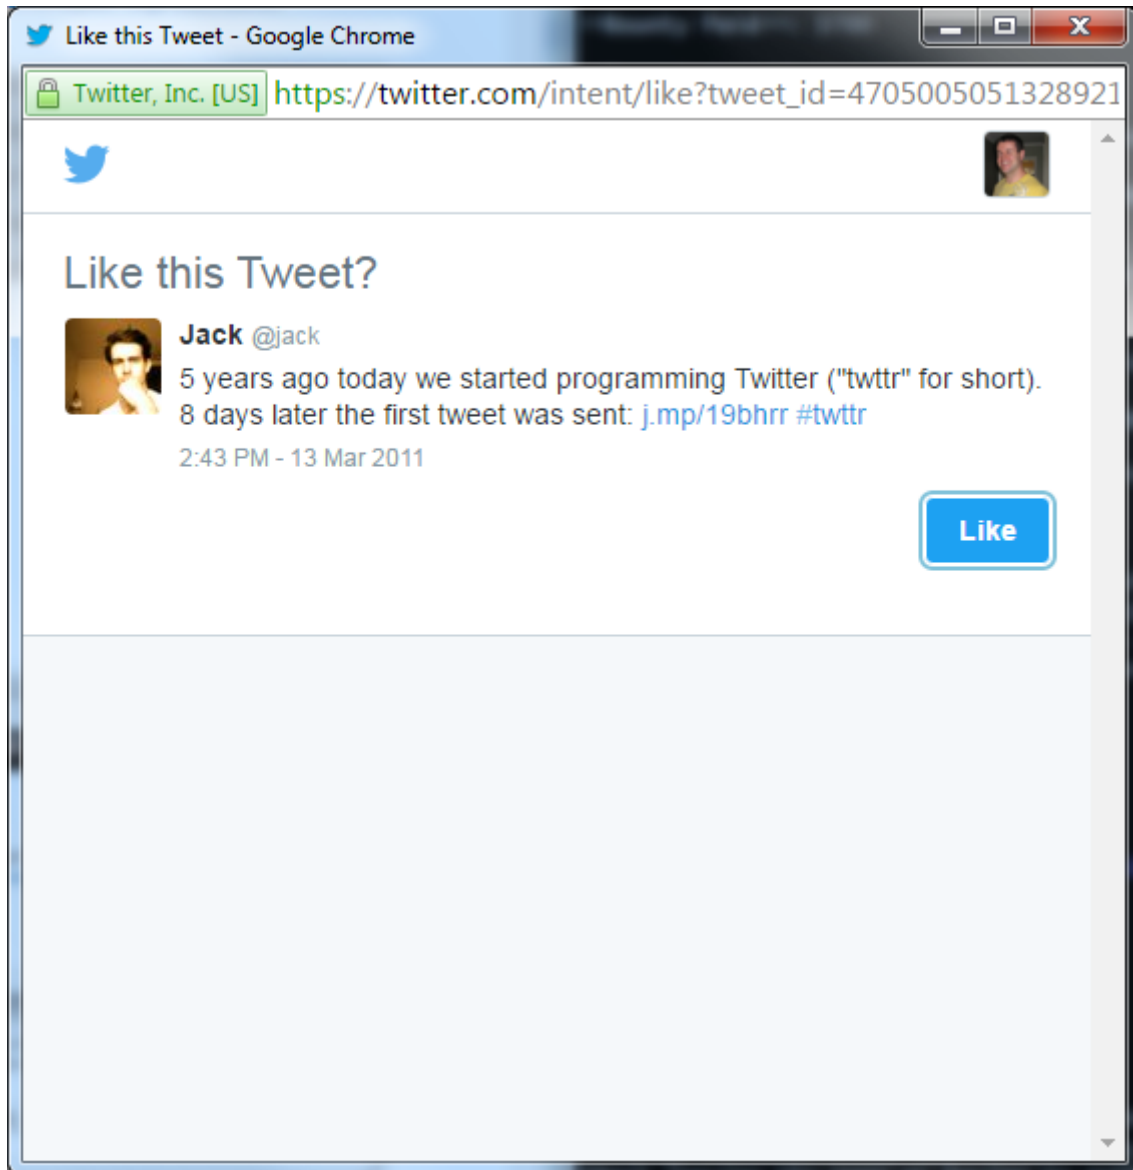 Like this Tweet - Google Chrome
Twitter, Inc. [US] https://twitter.com/intent/like?tweet_id=4705005051328921
Like this Tweet?
Jack @jack
5 years ago today we started programming Twitter ("twttr" for short).
8 days later the first tweet was sent: j.mp/19bhrr #twttr
2:43 PM - 13 Mar 2011
Like